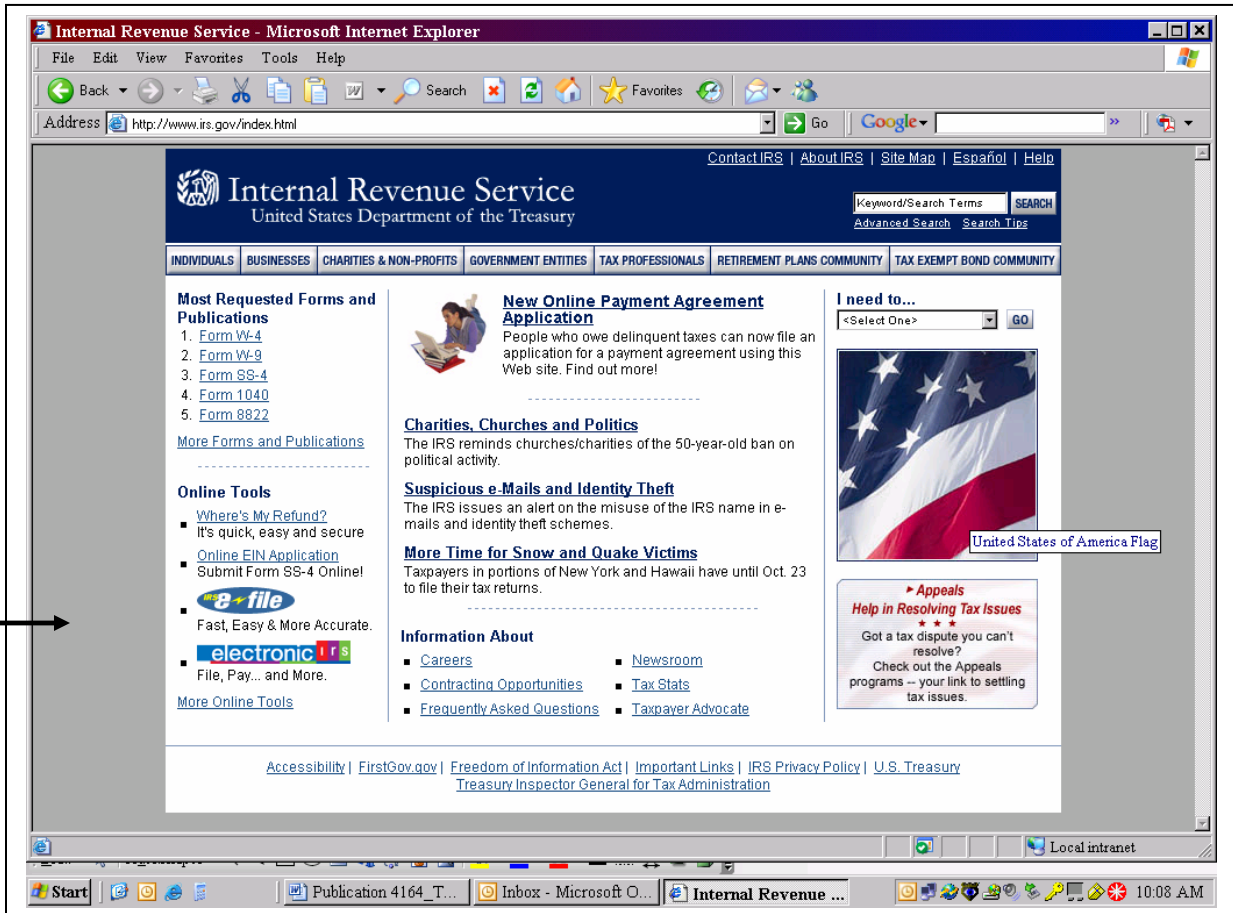 Internal Revenue Service - Microsoft Internet Explorer
File Edit View Favorites Tools Help
Back Search Favorites
Address http://www.irs.gov/index.html Go Google
Contact IRS | About IRS | Site Map | Español | Help
Internal Revenue Service
United States Department of the Treasury
Keyword/Search Terms SEARCH
Advanced Search Search Tips
INDIVIDUALS BUSINESSES CHARITIES & NON-PROFITS GOVERNMENT ENTITIES TAX PROFESSIONALS RETIREMENT PLANS COMMUNITY TAX EXEMPT BOND COMMUNITY
Most Requested Forms and
Publications
1. Form W-4
2. Form W-9
3. Form SS-4
4. Form 1040
5. Form 8822
More Forms and Publications
Online Tools
Where's My Refund?
It's quick, easy and secure
Online EIN Application
Submit Form SS-4 Online!
IRS e-file
Fast, Easy & More Accurate.
electronic irs
File, Pay... and More.
More Online Tools
New Online Payment Agreement
Application
People who owe delinquent taxes can now file an
application for a payment agreement using this
Web site. Find out more!
Charities, Churches and Politics
The IRS reminds churches/charities of the 50-year-old ban on
political activity.
Suspicious e-Mails and Identity Theft
The IRS issues an alert on the misuse of the IRS name in e-
mails and identity theft schemes.
More Time for Snow and Quake Victims
Taxpayers in portions of New York and Hawaii have until Oct. 23
to file their tax returns.
Information About
Careers
Contracting Opportunities
Frequently Asked Questions
Newsroom
Tax Stats
Taxpayer Advocate
I need to...
<Select One> GO
United States of America Flag
Appeals
Help in Resolving Tax Issues
Got a tax dispute you can't
resolve?
Check out the Appeals
programs -- your link to settling
tax issues.
Accessibility | FirstGov.gov | Freedom of Information Act | Important Links | IRS Privacy Policy | U.S. Treasury
Treasury Inspector General for Tax Administration
Local intranet
Start Publication 4164_T... Inbox - Microsoft O... Internal Revenue ... 10:08 AM